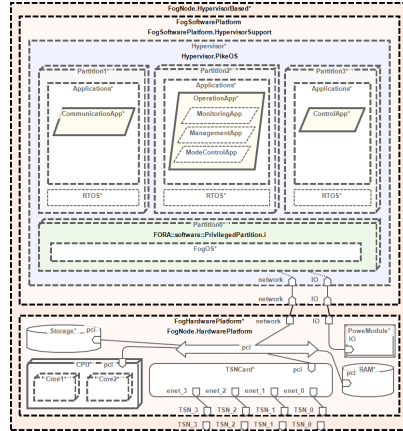 FogNode.HypervisorBased*
FogSoftwarePlatform
FogSoftwarePlatform.HypervisorSupport
Hypervisor*
Hypervisor.PikeOS
Partition1*
Partition2*
Partition3*
Applications*
Applications*
Applications*
CommunicationApp*
OperationApp*
MonitoringApp
ManagementApp
ModeControlApp
ControlApp*
RTOS*
RTOS*
RTOS*
Partition0*
FORA::software::PrivilegedPartition.i
FogOS*
network
IO
network
IO
FogHardwarePlatform*
FogNode.HardwarePlatform
network
IO
Storage*
pci
pci
PoweModule*
IO
CPU*
pci
Core1*
Core2*
TSNCard*
pci
enet_3
enet_2
enet_1
enet_0
pci
RAM*
TSN_3
TSN_2
TSN_1
TSN_0
TSN_3
TSN_2
TSN_1
TSN_0